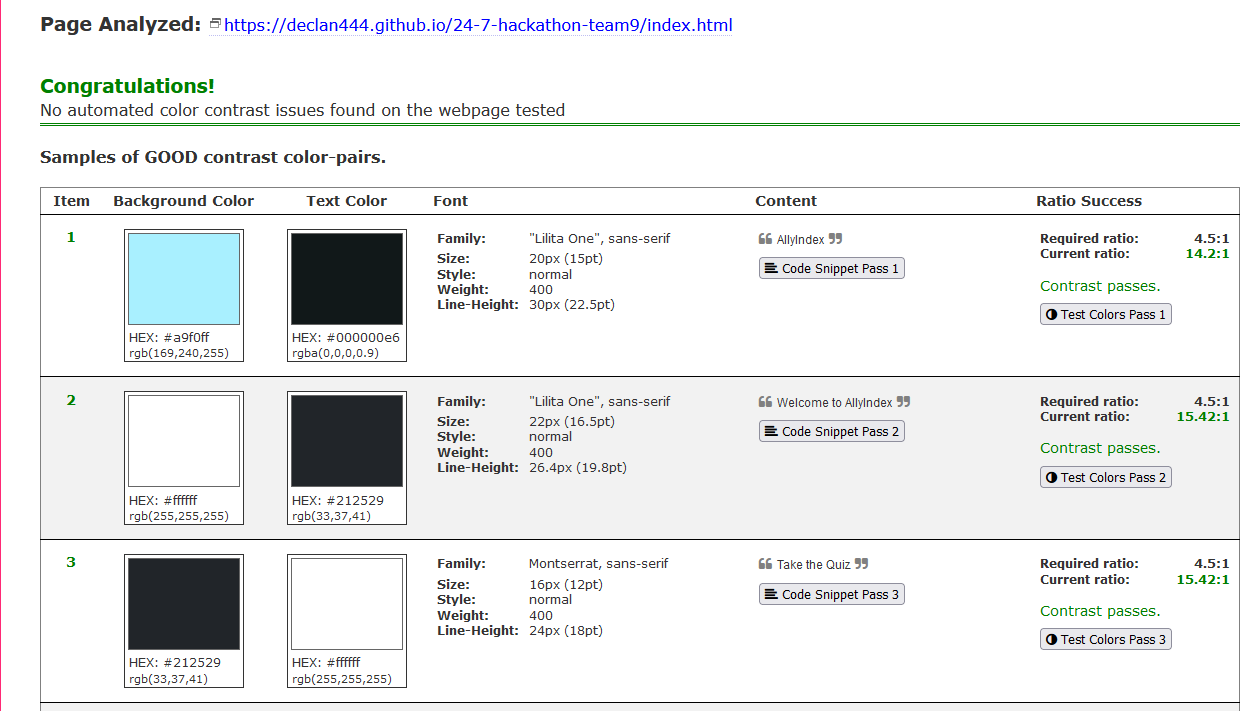 Page Analyzed: https://declan444.github.io/24-7-hackathon-team9/index.html
Congratulations!
No automated color contrast issues found on the webpage tested
Samples of GOOD contrast color-pairs.
Item Background Color Text Color Font Content Ratio Success
1
HEX: #a9f0ff
rgb(169,240,255)
HEX: #000000e6
rgba(0,0,0,0.9)
Family: "Lilita One", sans-serif
Size: 20px (15pt)
Style: normal
Weight: 400
Line-Height: 30px (22.5pt)
❝ AllyIndex ❞
Code Snippet Pass 1
Required ratio: 4.5:1
Current ratio: 14.2:1
Contrast passes.
Test Colors Pass 1
2
HEX: #ffffff
rgb(255,255,255)
HEX: #212529
rgb(33,37,41)
Family: "Lilita One", sans-serif
Size: 22px (16.5pt)
Style: normal
Weight: 400
Line-Height: 26.4px (19.8pt)
❝ Welcome to AllyIndex ❞
Code Snippet Pass 2
Required ratio: 4.5:1
Current ratio: 15.42:1
Contrast passes.
Test Colors Pass 2
3
HEX: #212529
rgb(33,37,41)
HEX: #ffffff
rgb(255,255,255)
Family: Montserrat, sans-serif
Size: 16px (12pt)
Style: normal
Weight: 400
Line-Height: 24px (18pt)
❝ Take the Quiz ❞
Code Snippet Pass 3
Required ratio: 4.5:1
Current ratio: 15.42:1
Contrast passes.
Test Colors Pass 3